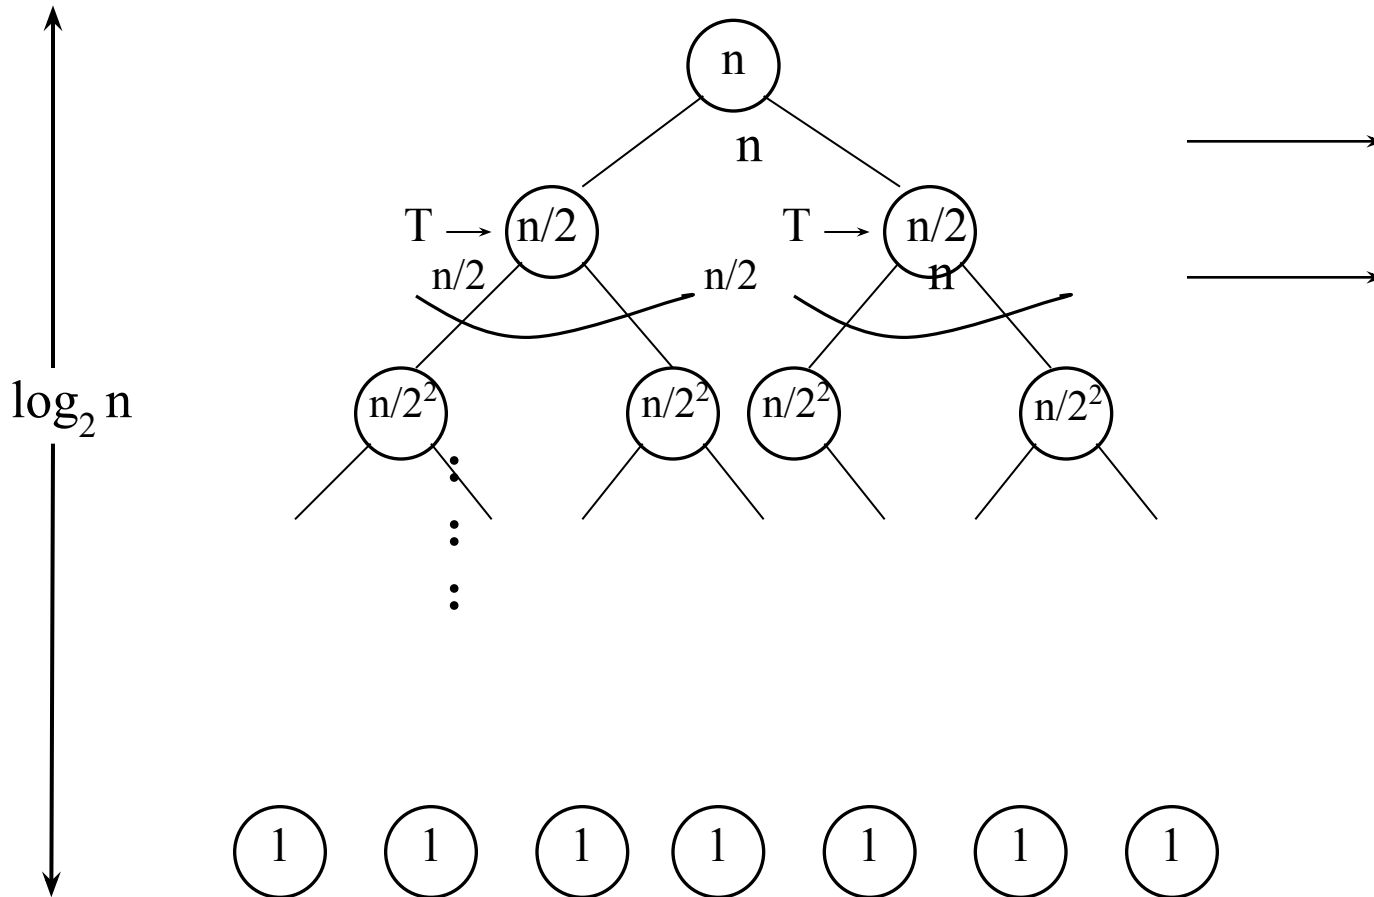 n
n
T n/2 T n/2
n/2 n/2 n
log₂ n
n/2² n/2² n/2² n/2²
1 1 1 1 1 1 1